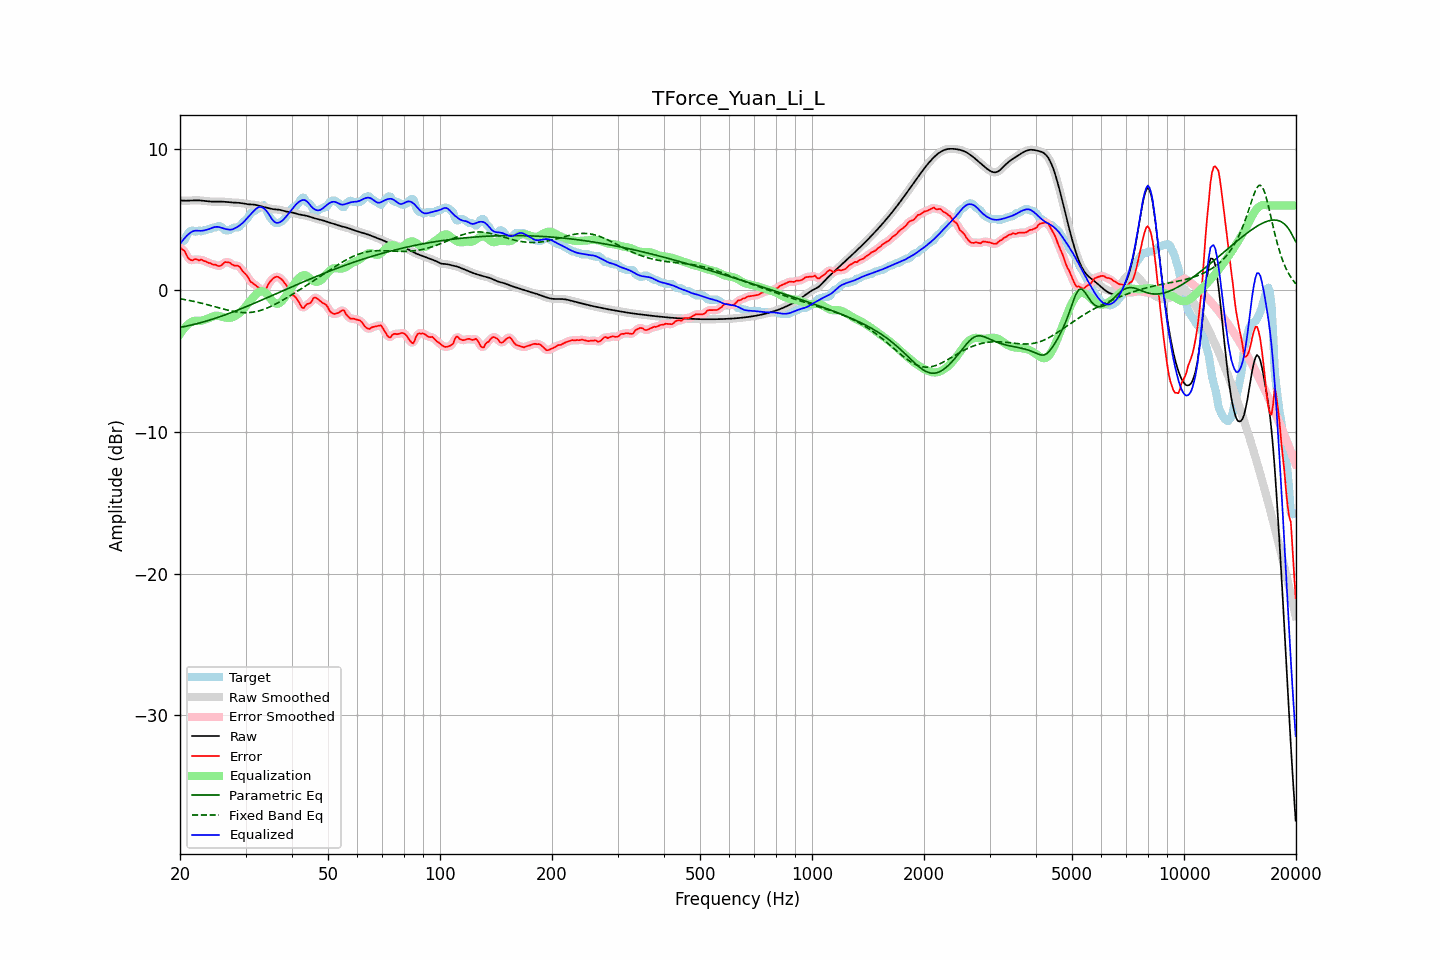 TForce_Yuan_Li_L
10
0
−10
−20
−30
Amplitude (dBr)
Target
Raw Smoothed
Error Smoothed
Raw
Error
Equalization
Parametric Eq
Fixed Band Eq
Equalized
20
50
100
200
500
1000
2000
5000
10000
20000
Frequency (Hz)